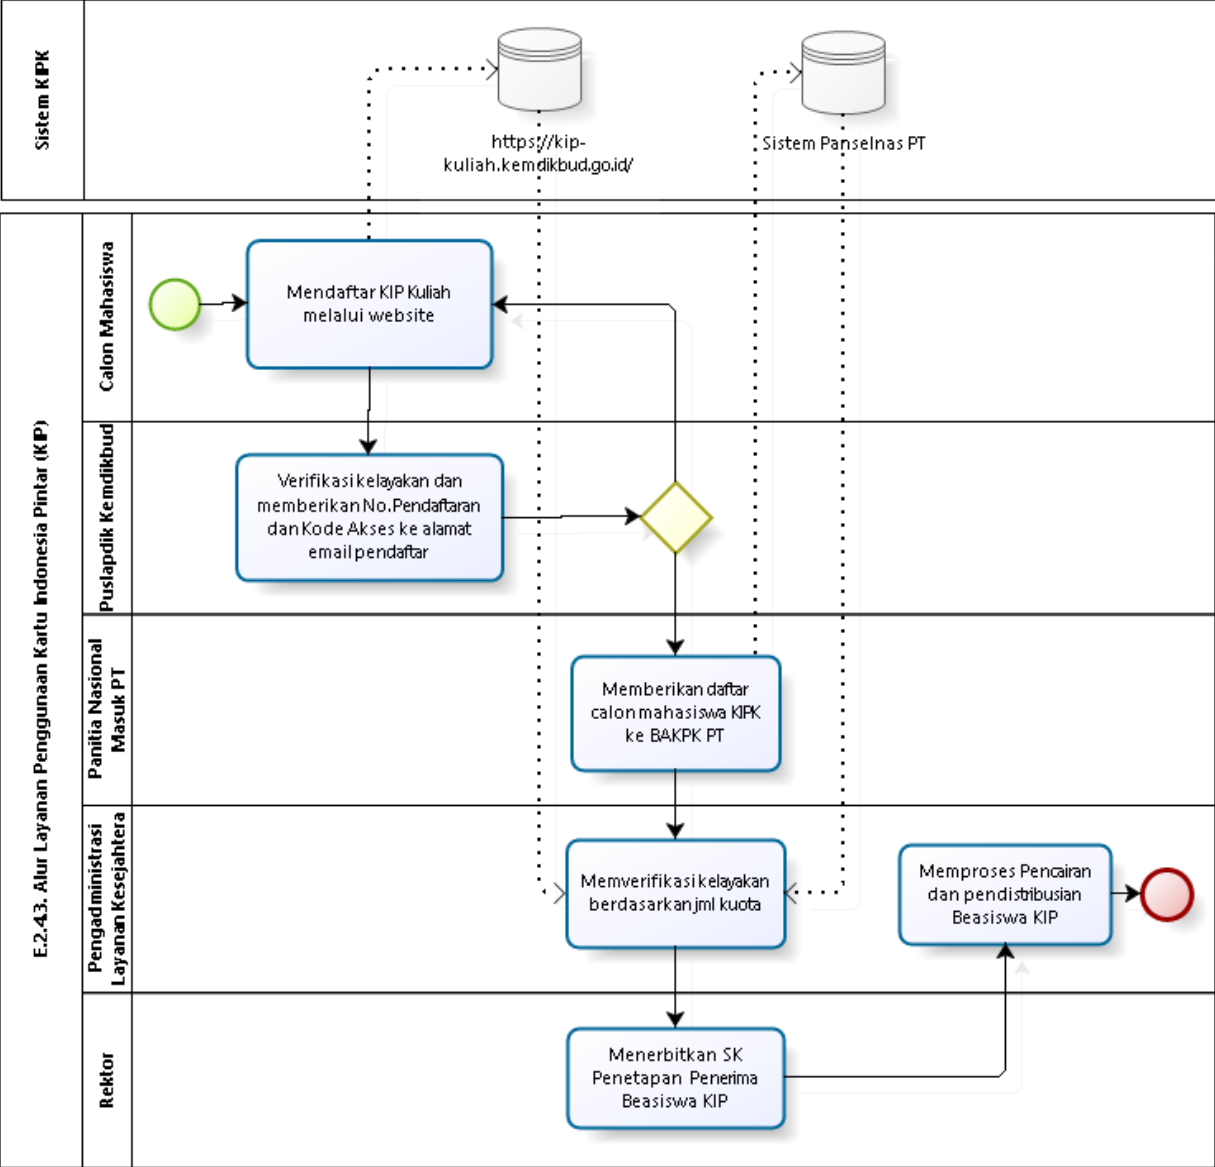 Sistem KIPK
https://kip-
kuliah.kemdikbud.go.id/
Sistem Panselnas PT
E.2.4.3. Alur Layanan Penggunaan Kartu Indonesia Pintar (KIP)
Calon Mahasiswa
Mendaftar KIP Kuliah
melalui website
Puslapdik Kemdikbud
Verifikasi kelayakan dan
memberikan No.Pendaftaran
dan Kode Akses ke alamat
email pendaftar
Panitia Nasional
Masuk PT
Memberikan daftar
calon mahasiswa KIPK
ke BAKPK PT
Pengadministrasi
Layanan Kesejahtera
Memverifikasi kelayakan
berdasarkan jml kuota
Memproses Pencairan
dan pendistribusian
Beasiswa KIP
Rektor
Menerbitkan SK
Penetapan Penerima
Beasiswa KIP